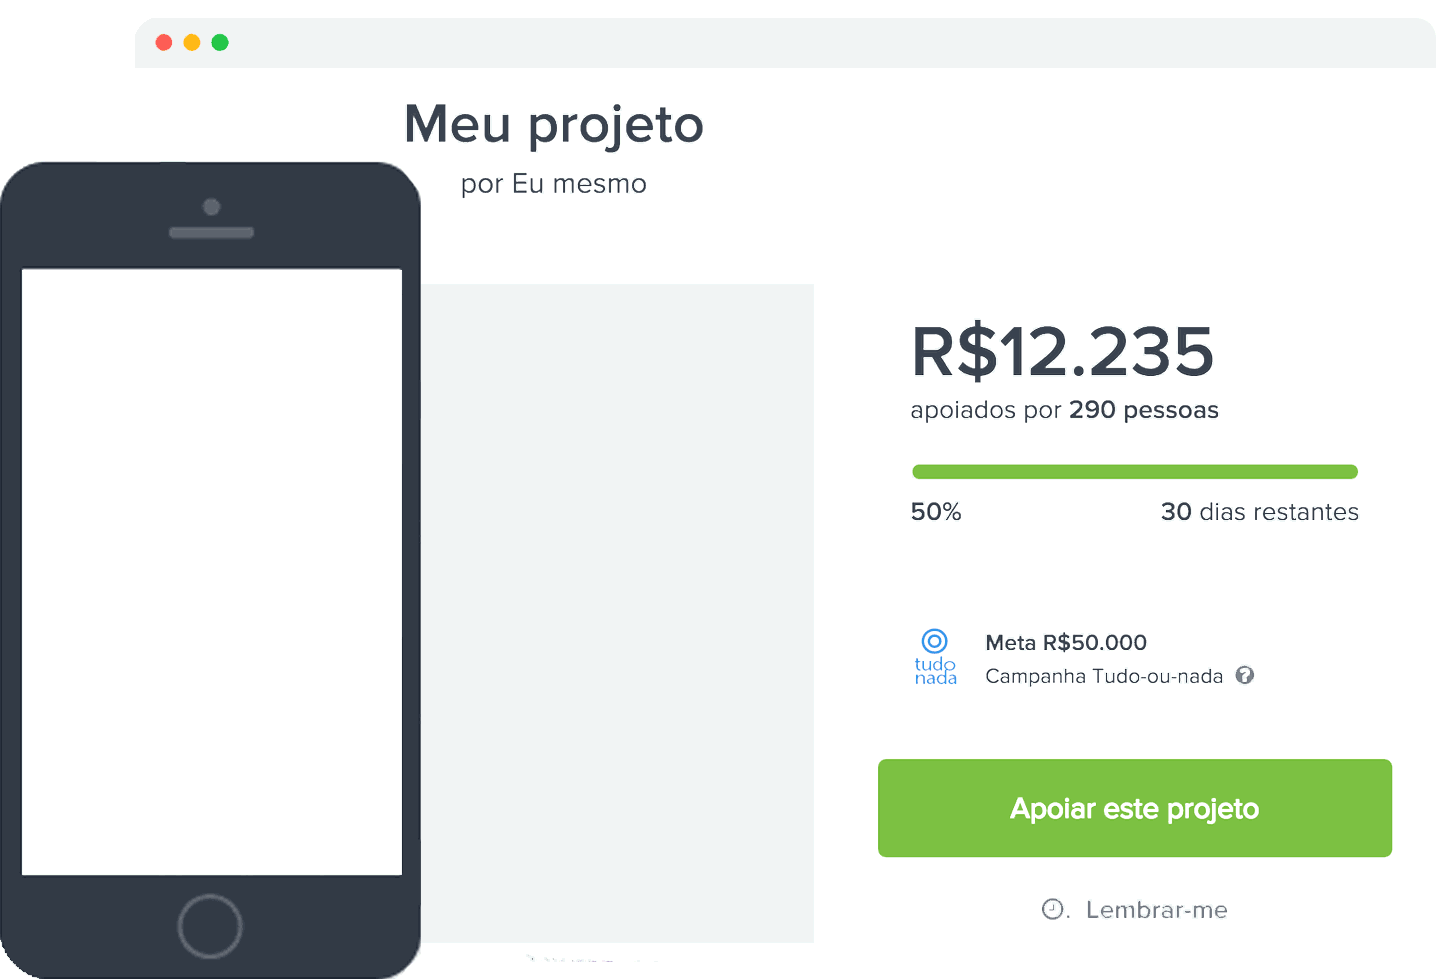 Meu projeto
por Eu mesmo
R$12.235
apoiados por 290 pessoas
50%
30 dias restantes
tudo
nada
Meta R$50.000
Campanha Tudo-ou-nada ?
Apoiar este projeto
Lembrar-me